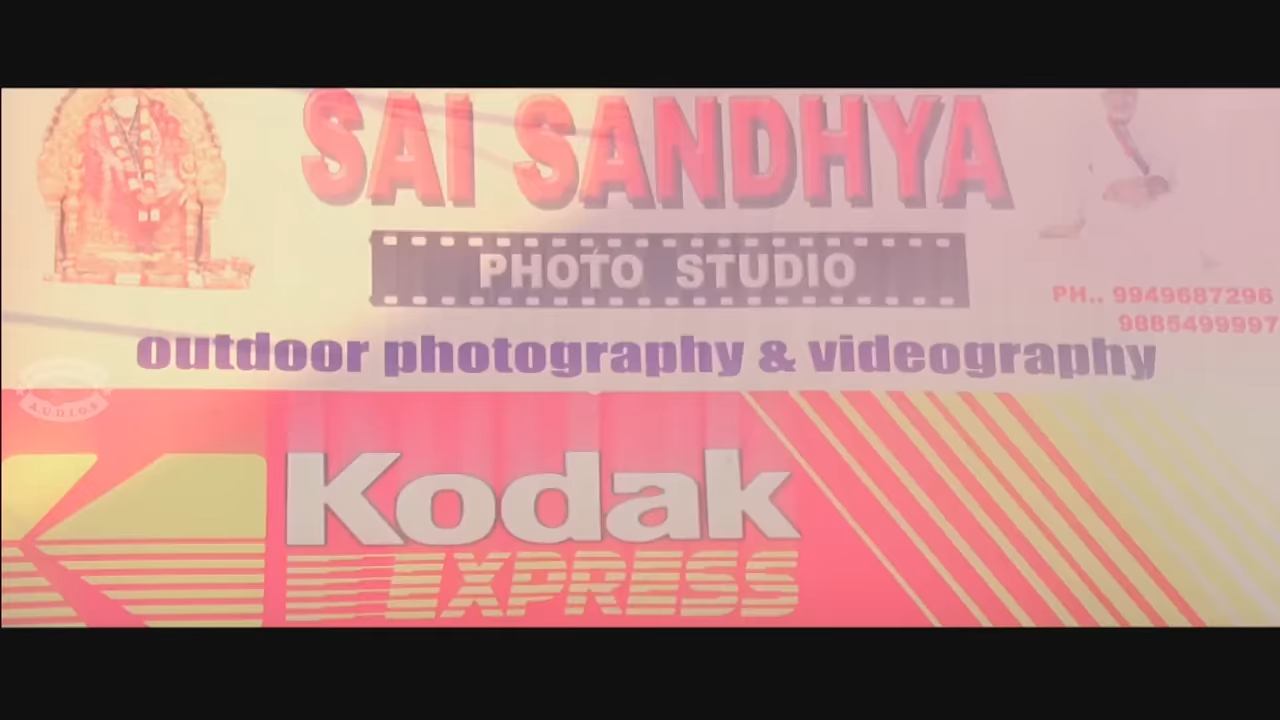 SAI SANDHYA
PHOTO STUDIO
PH.. 9949687296
9885499997
outdoor photography & videography
A.U.D.I.O.S
Kodak
EXPRESS